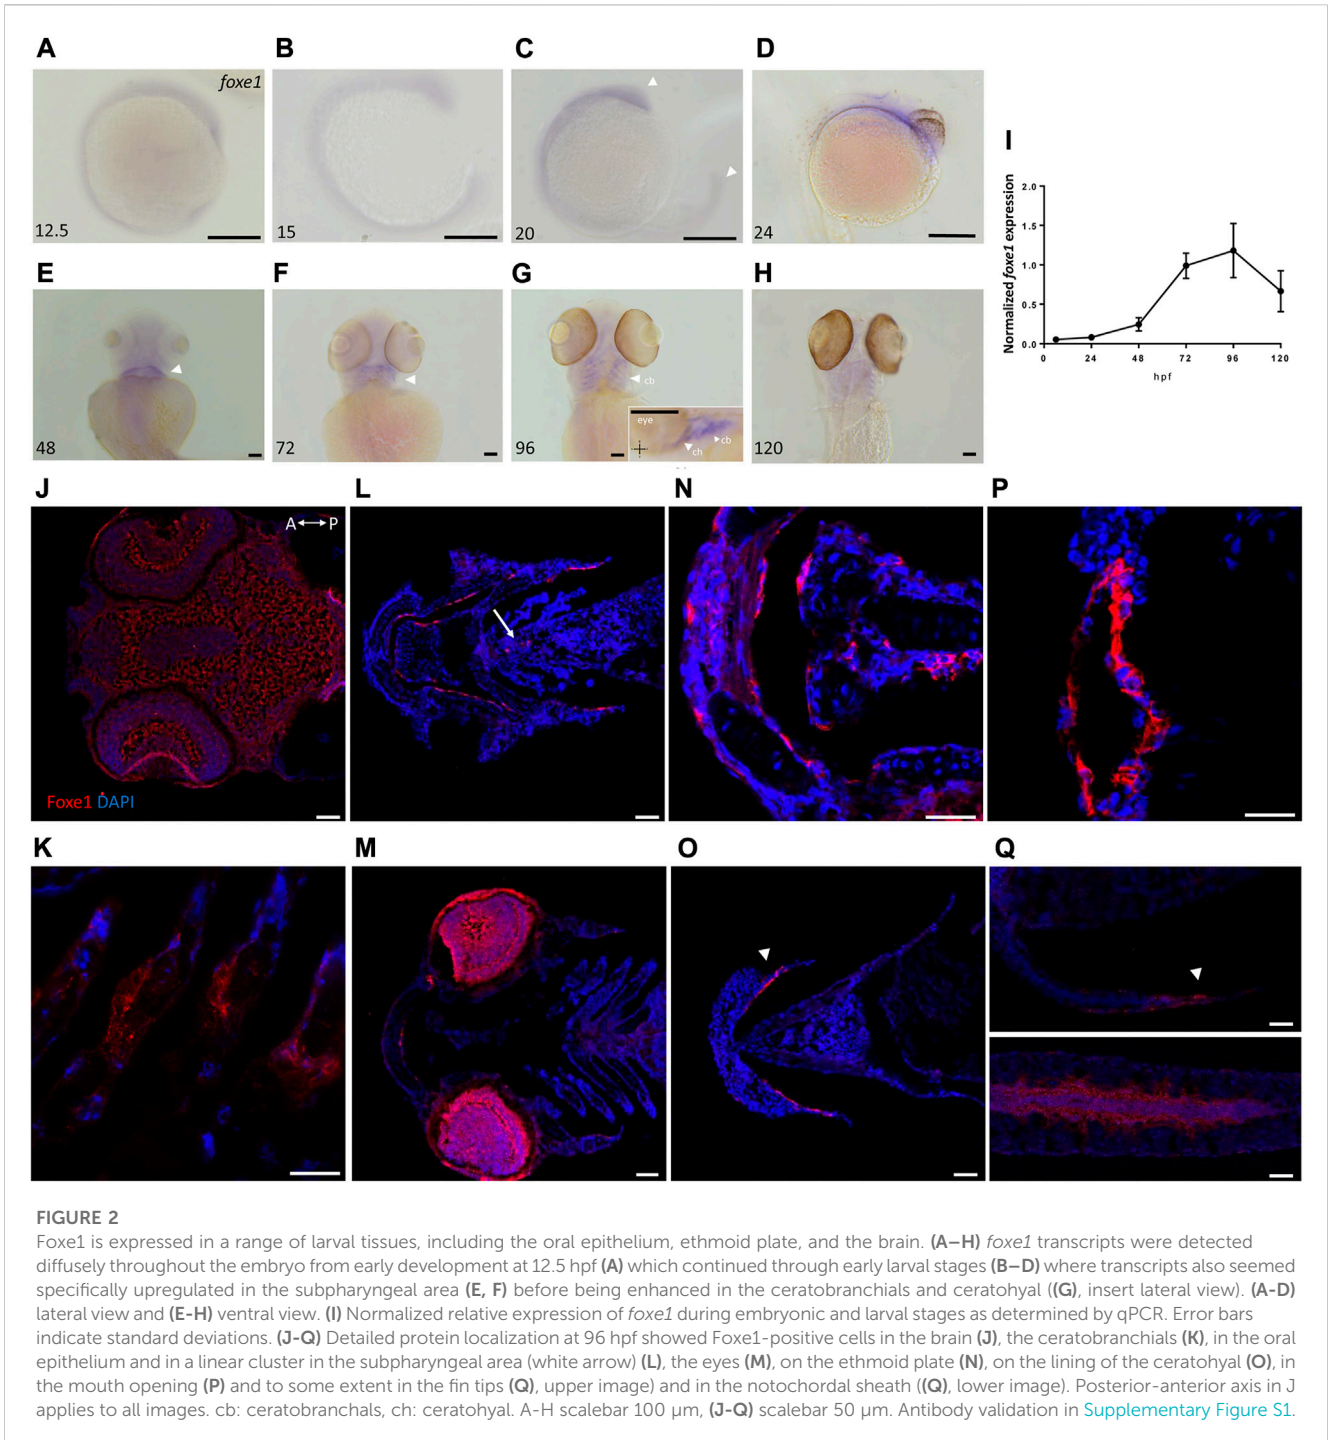 A
B
C
D
foxe1
12.5
15
20
24
I
Normalized foxe1 expression
2.0
1.5
1.0
0.5
0.0
0 24 48 72 96 120
hpf
E
F
G
H
cb
eye
cb
ch
48
72
96
120
J
L
N
P
A P
Foxe1 DAPI
K
M
O
Q
FIGURE 2
Foxe1 is expressed in a range of larval tissues, including the oral epithelium, ethmoid plate, and the brain. (A–H) foxe1 transcripts were detected
diffusely throughout the embryo from early development at 12.5 hpf (A) which continued through early larval stages (B–D) where transcripts also seemed
specifically upregulated in the subpharyngeal area (E, F) before being enhanced in the ceratobranchials and ceratohyal ((G), insert lateral view). (A-D)
lateral view and (E-H) ventral view. (I) Normalized relative expression of foxe1 during embryonic and larval stages as determined by qPCR. Error bars
indicate standard deviations. (J-Q) Detailed protein localization at 96 hpf showed Foxe1-positive cells in the brain (J), the ceratobranchials (K), in the oral
epithelium and in a linear cluster in the subpharyngeal area (white arrow) (L), the eyes (M), on the ethmoid plate (N), on the lining of the ceratohyal (O), in
the mouth opening (P) and to some extent in the fin tips (Q), upper image) and in the notochordal sheath ((Q), lower image). Posterior-anterior axis in J
applies to all images. cb: ceratobranchals, ch: ceratohyal. A-H scalebar 100 µm, (J-Q) scalebar 50 µm. Antibody validation in Supplementary Figure S1.